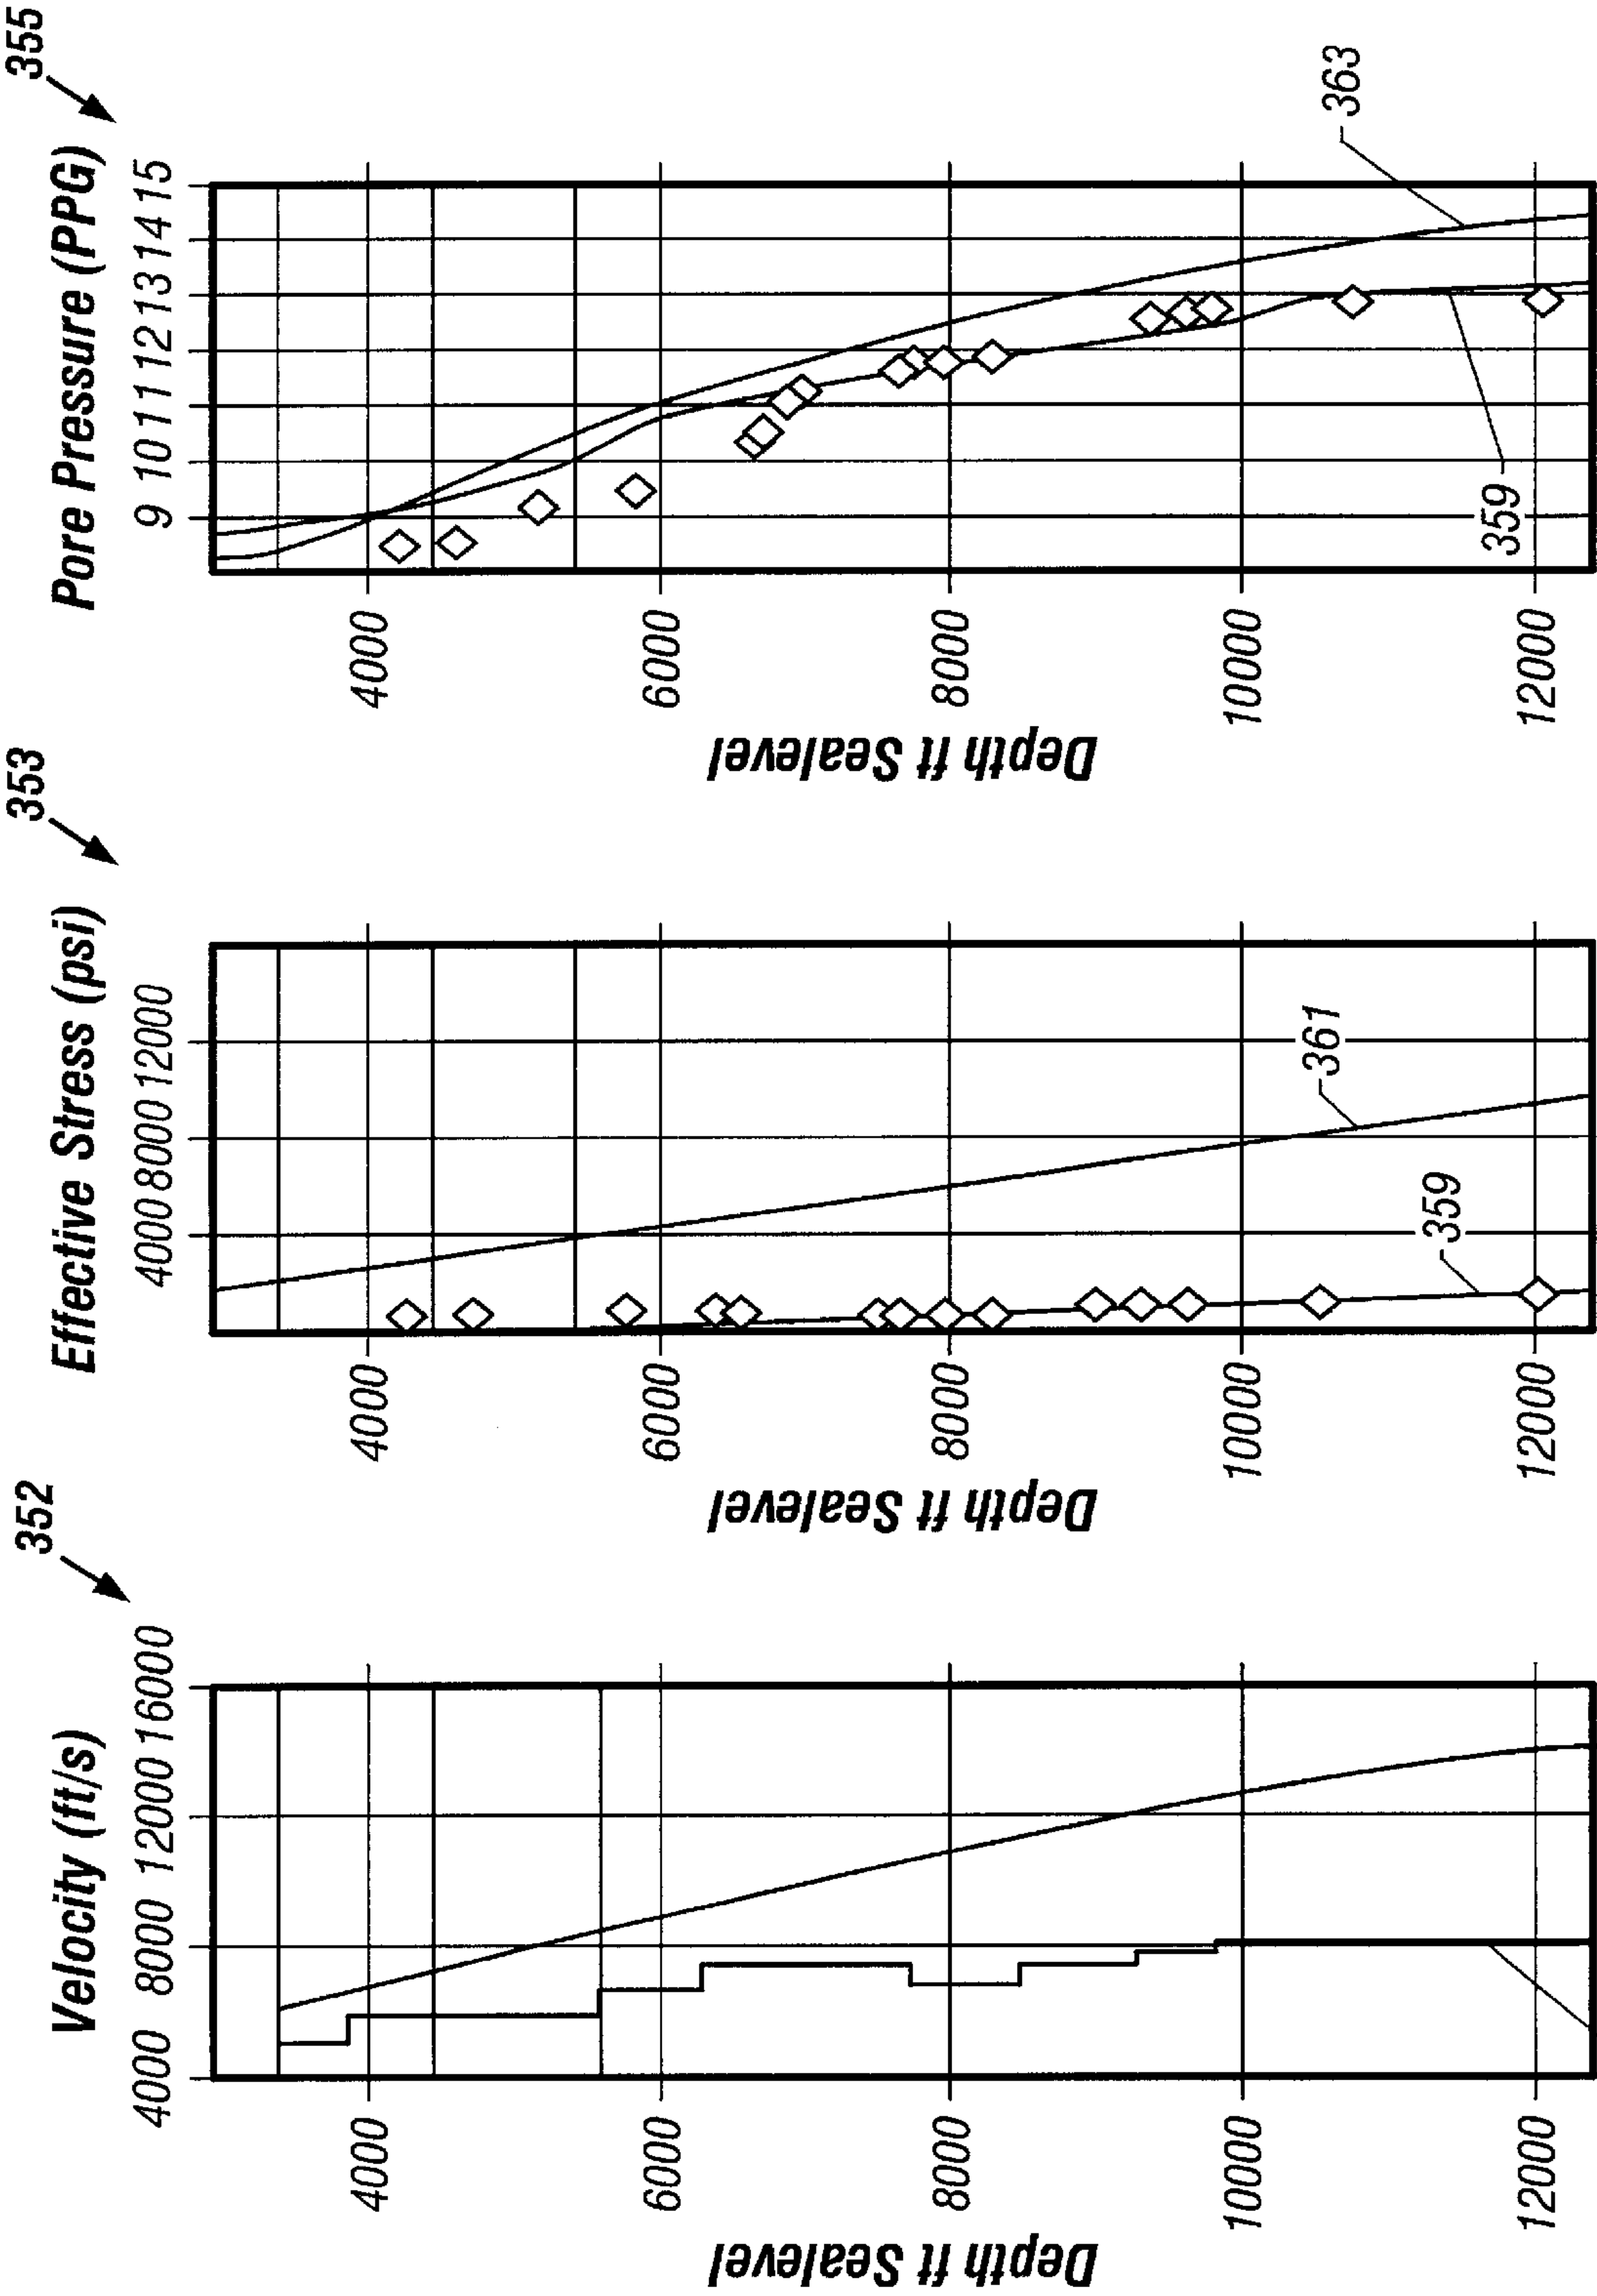 352
Velocity (ft/s)
4000 8000 12000 16000
Depth ft Sealevel
4000
6000
8000
10000
12000
353
Effective Stress (psi)
4000 8000 12000
Depth ft Sealevel
4000
6000
8000
10000
12000
361
359
355
Pore Pressure (PPG)
9 10 11 12 13 14 15
Depth ft Sealevel
4000
6000
8000
10000
12000
363
359